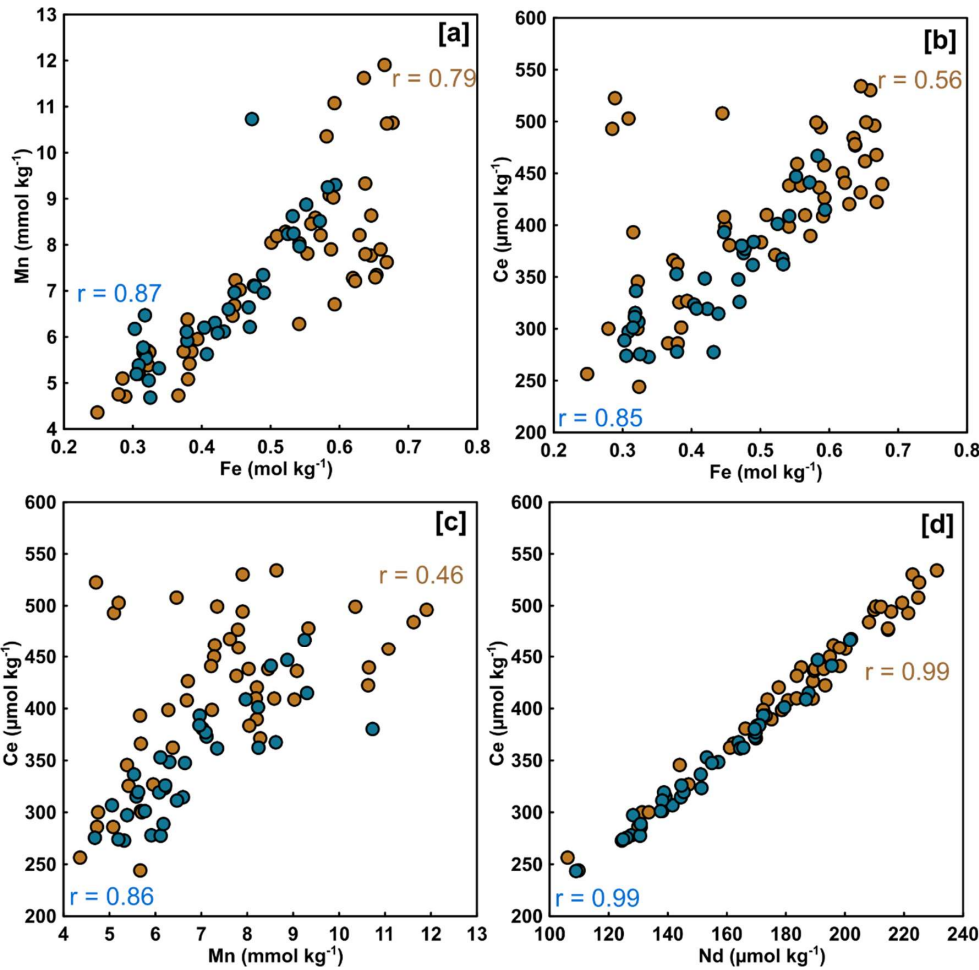 [a]
r = 0.79
r = 0.87
Mn (mmol kg⁻¹)
13
12
11
10
9
8
7
6
5
4
0.2 0.3 0.4 0.5 0.6 0.7 0.8
Fe (mol kg⁻¹)
[b]
r = 0.56
r = 0.85
Ce (μmol kg⁻¹)
600
550
500
450
400
350
300
250
200
0.2 0.3 0.4 0.5 0.6 0.7 0.8
Fe (mol kg⁻¹)
[c]
r = 0.46
r = 0.86
Ce (μmol kg⁻¹)
600
550
500
450
400
350
300
250
200
4 5 6 7 8 9 10 11 12 13
Mn (mmol kg⁻¹)
[d]
r = 0.99
r = 0.99
Ce (μmol kg⁻¹)
600
550
500
450
400
350
300
250
200
100 120 140 160 180 200 220 240
Nd (μmol kg⁻¹)